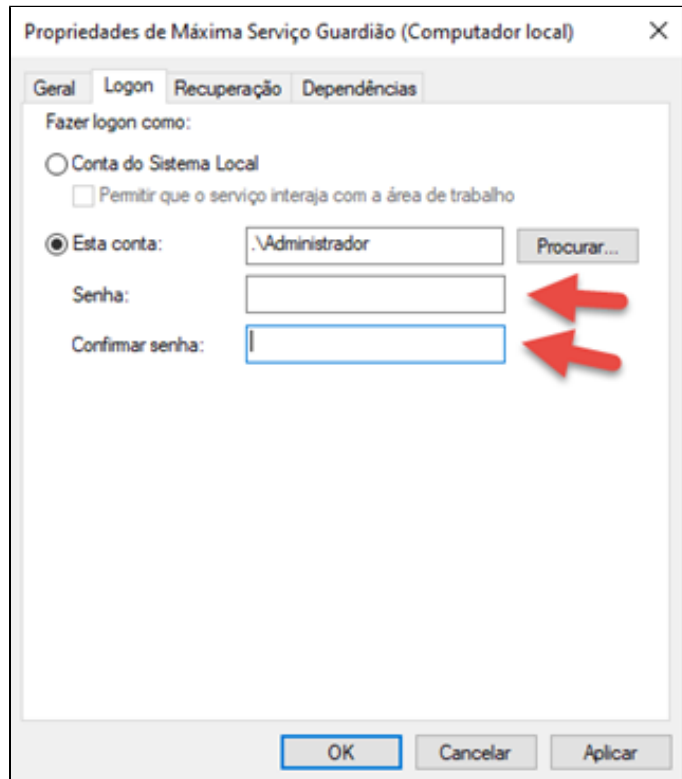 Propriedades de Máxima Serviço Guardião (Computador local)
Geral Logon Recuperação Dependências
Fazer logon como:
Conta do Sistema Local
Permitir que o serviço interaja com a área de trabalho
Esta conta: .\Administrador Procurar...
Senha:
Confirmar senha:
OK Cancelar Aplicar